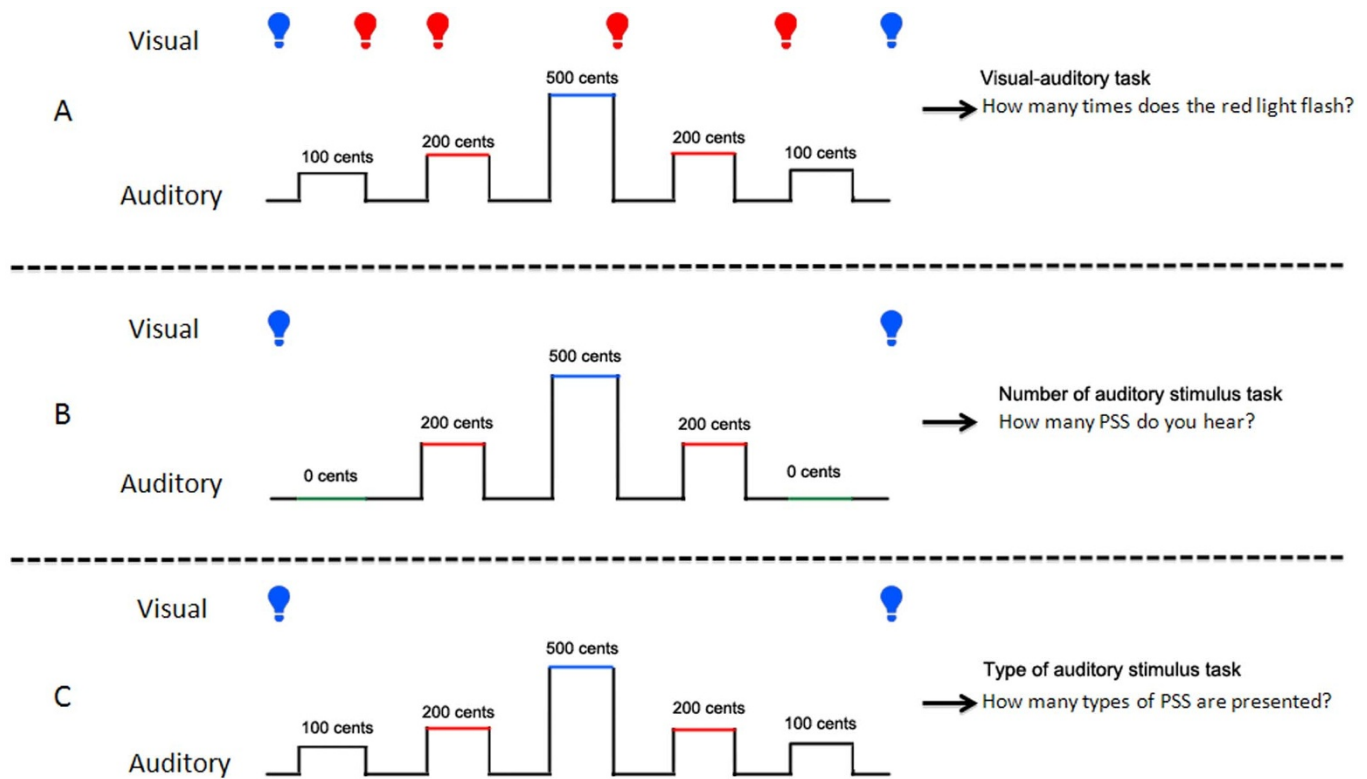 Visual
500 cents
Visual-auditory task
A
How many times does the red light flash?
200 cents
200 cents
100 cents
100 cents
Auditory
Visual
500 cents
Number of auditory stimulus task
B
How many PSS do you hear?
200 cents
200 cents
0 cents
0 cents
Auditory
Visual
500 cents
Type of auditory stimulus task
C
How many types of PSS are presented?
200 cents
200 cents
100 cents
100 cents
Auditory